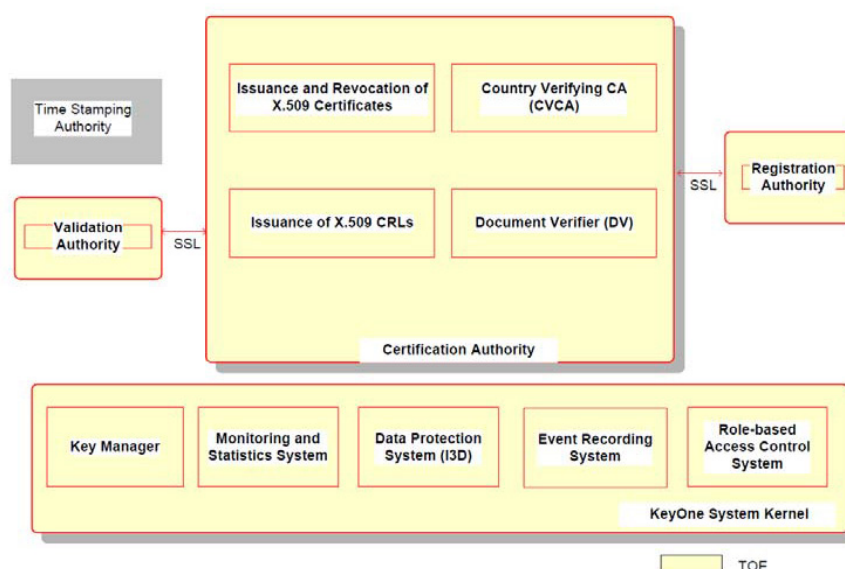 Issuance and Revocation of
X.509 Certificates
Country Verifying CA
(CVCA)
Time Stamping
Authority
Registration
Authority
SSL
Validation
Authority
SSL
Issuance of X.509 CRLs
Document Verifier (DV)
Certification Authority
Key Manager
Monitoring and
Statistics System
Data Protection
System (I3D)
Event Recording
System
Role-based
Access Control
System
KeyOne System Kernel
TOE